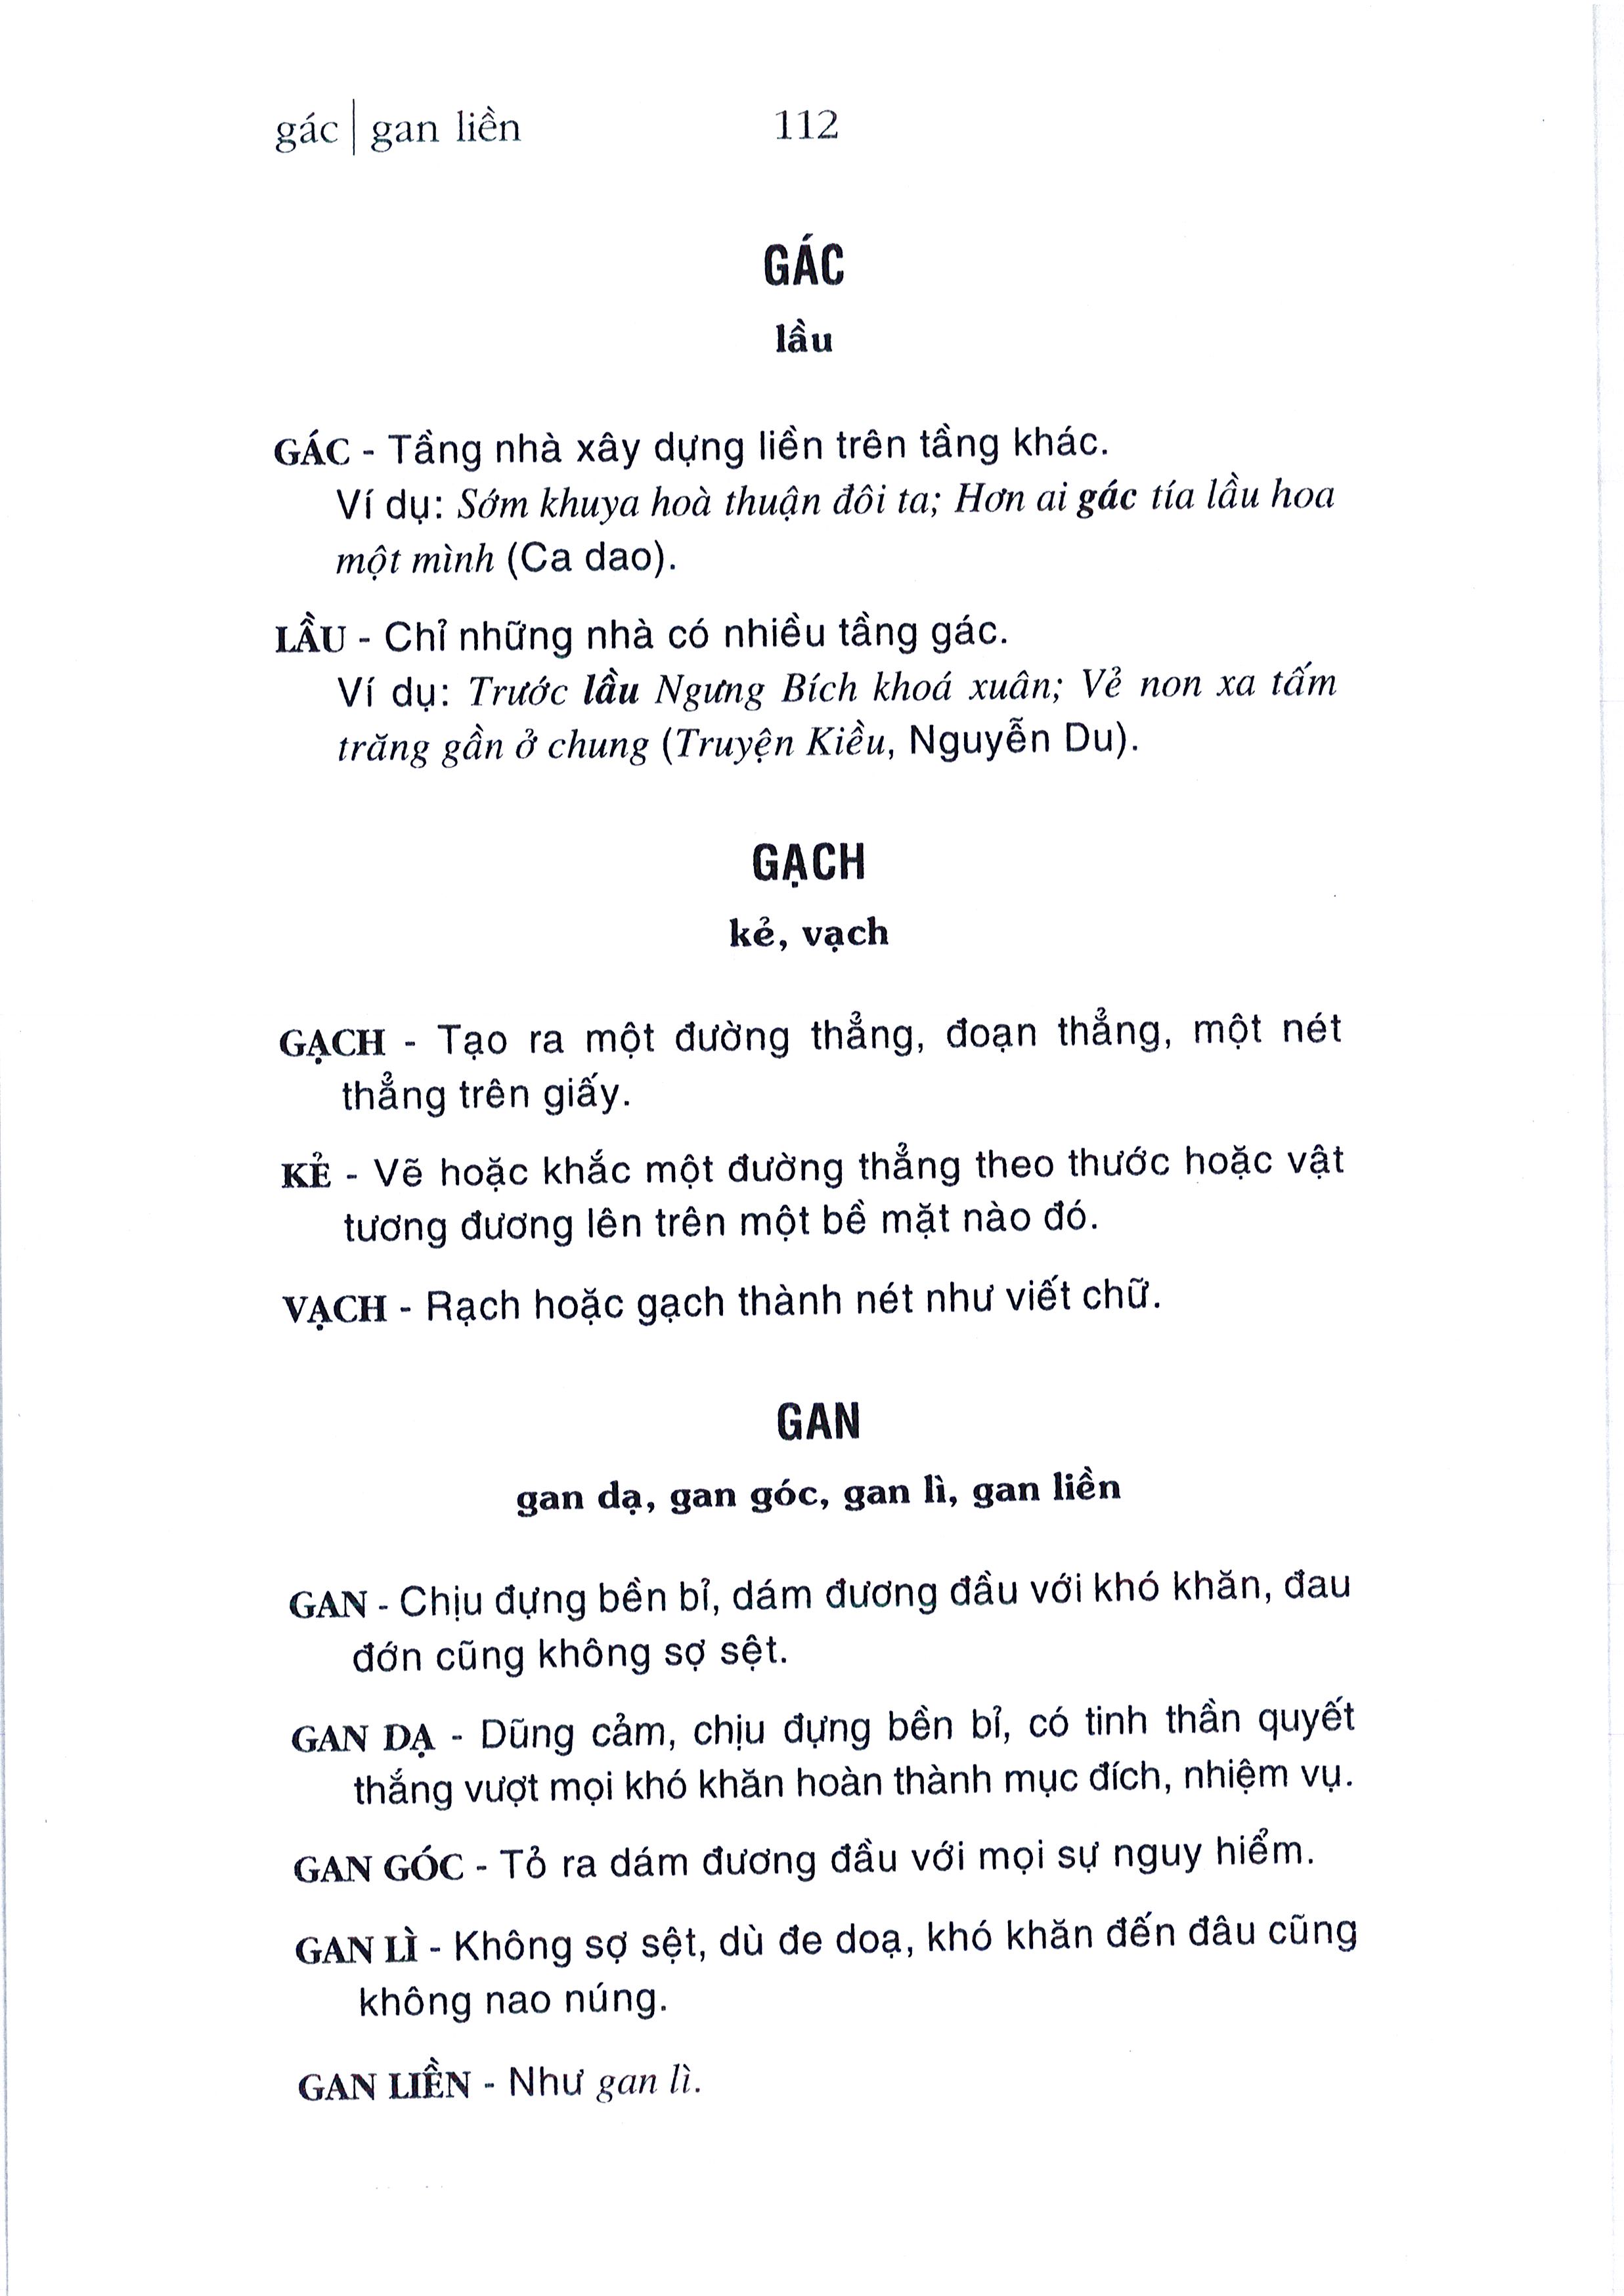 gác | gan liền 112
GÁC
lầu
GÁC - Tầng nhà xây dựng liền trên tầng khác.
Ví dụ: Sớm khuya hoà thuận đôi ta; Hơn ai gác tía lầu hoa
một mình (Ca dao).
LẦU - Chỉ những nhà có nhiều tầng gác.
Ví dụ: Trước lầu Ngưng Bích khoá xuân; Vẻ non xa tấm
trăng gần ở chung (Truyện Kiều, Nguyễn Du).
GẠCH
kẻ, vạch
GẠCH - Tạo ra một đường thẳng, đoạn thẳng, một nét
thẳng trên giấy.
KẺ - Vẽ hoặc khắc một đường thẳng theo thước hoặc vật
tương đương lên trên một bề mặt nào đó.
VẠCH - Rạch hoặc gạch thành nét như viết chữ.
GAN
gan dạ, gan góc, gan lì, gan liền
GAN - Chịu đựng bền bỉ, dám đương đầu với khó khăn, đau
đớn cũng không sợ sệt.
GAN DẠ - Dũng cảm, chịu đựng bền bỉ, có tinh thần quyết
thắng vượt mọi khó khăn hoàn thành mục đích, nhiệm vụ.
GAN GÓC - Tỏ ra dám đương đầu với mọi sự nguy hiểm.
GAN LÌ - Không sợ sệt, dù đe doạ, khó khăn đến đâu cũng
không nao núng.
GAN LIỀN - Như gan lì.